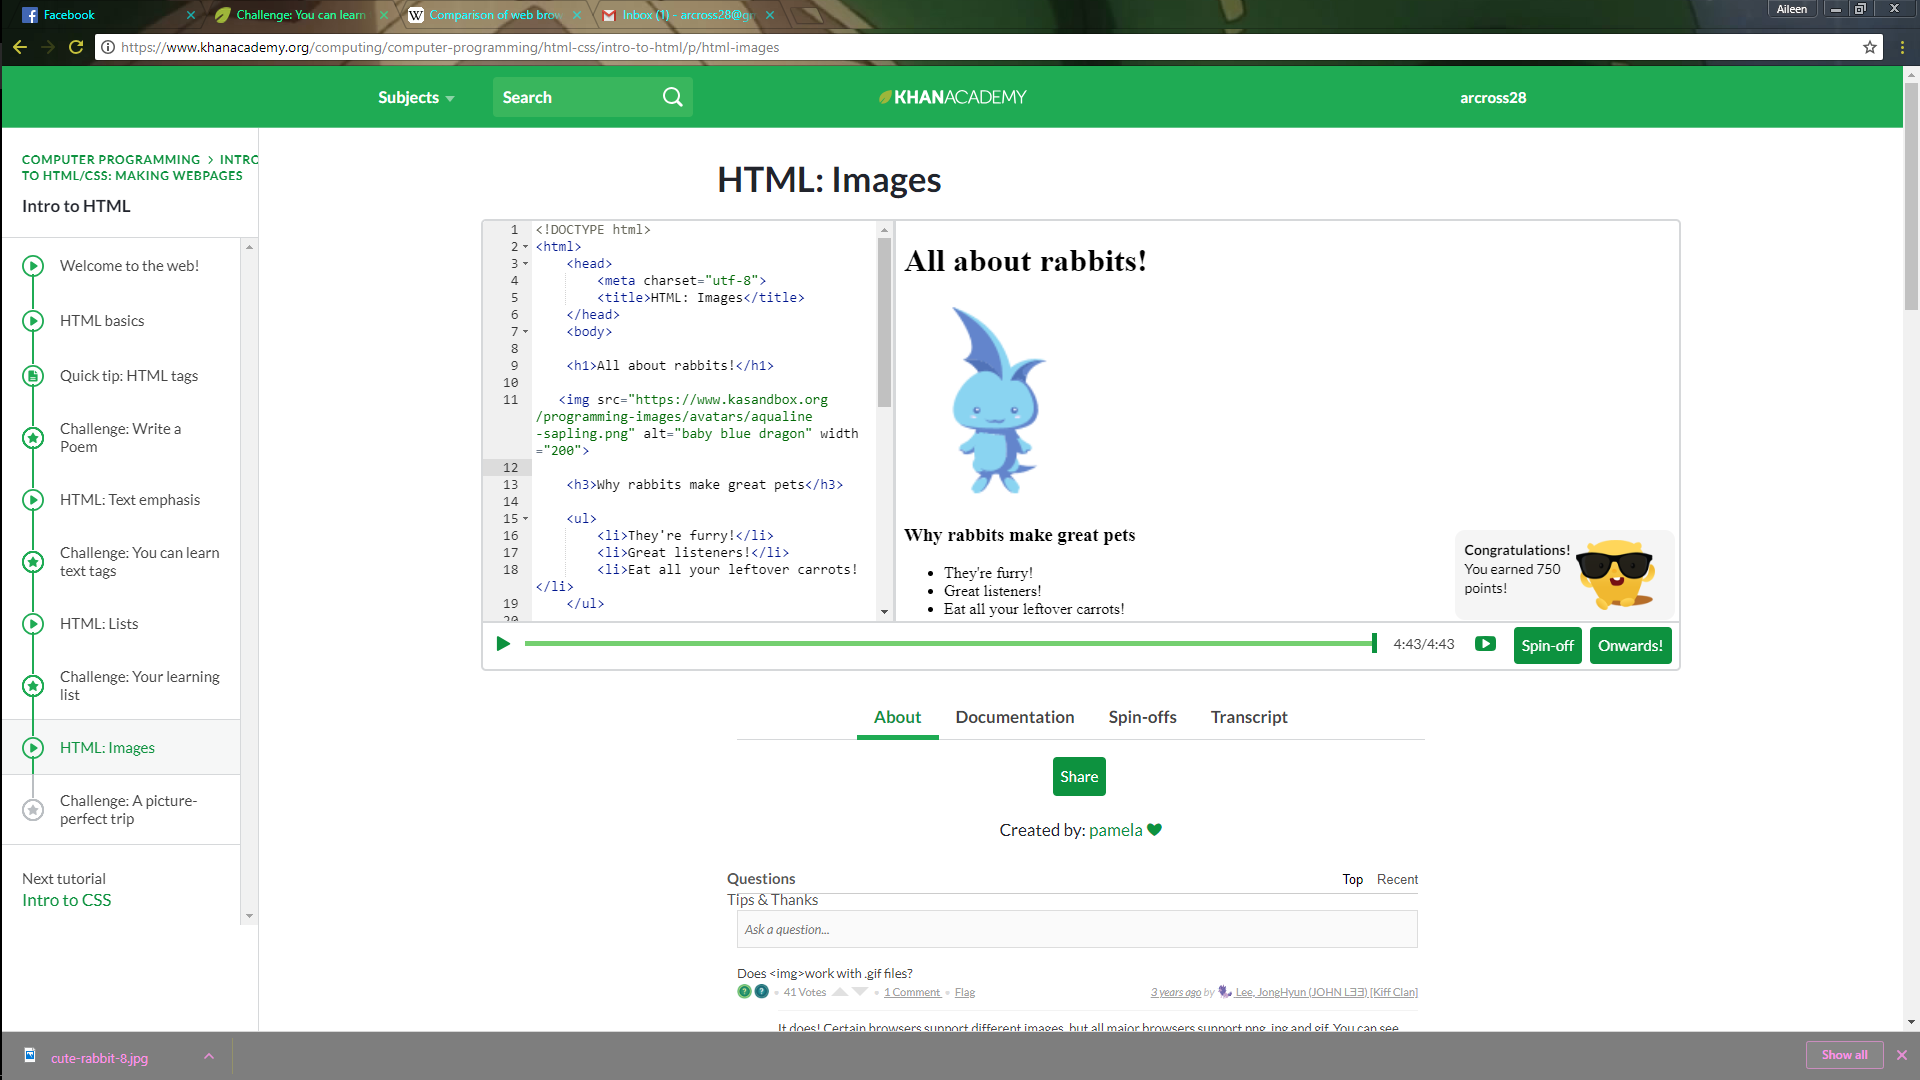 Facebook
Challenge: You can learn
Comparison of web brow
Inbox (1) - arcross28@g
Aileen
https://www.khanacademy.org/computing/computer-programming/html-css/intro-to-html/p/html-images
Subjects
Search
KHANACADEMY
arcross28
COMPUTER PROGRAMMING > INTRO
TO HTML/CSS: MAKING WEBPAGES
Intro to HTML
Welcome to the web!
HTML basics
Quick tip: HTML tags
Challenge: Write a
Poem
HTML: Text emphasis
Challenge: You can learn
text tags
HTML: Lists
Challenge: Your learning
list
HTML: Images
Challenge: A picture-
perfect trip
Next tutorial
Intro to CSS
HTML: Images
1 <!DOCTYPE html>
2 <html>
3 <head>
4 <meta charset="utf-8">
5 <title>HTML: Images</title>
6 </head>
7 <body>
8
9 <h1>All about rabbits!</h1>
10
11 <img src="https://www.kasandbox.org
/programming-images/avatars/aqualine
-sapling.png" alt="baby blue dragon" width
="200">
12
13 <h3>Why rabbits make great pets</h3>
14
15 <ul>
16 <li>They're furry!</li>
17 <li>Great listeners!</li>
18 <li>Eat all your leftover carrots!
</li>
19 </ul>
20
All about rabbits!
Why rabbits make great pets
They're furry!
Great listeners!
Eat all your leftover carrots!
Congratulations!
You earned 750
points!
4:43/4:43
Spin-off
Onwards!
About
Documentation
Spin-offs
Transcript
Share
Created by: pamela
Questions
Top
Recent
Tips & Thanks
Ask a question...
Does <img>work with .gif files?
41 Votes • 1 Comment • Flag
3 years ago by Lee, JongHyun (JOHN L33) [Kiff Clan]
It does! Certain browsers support different images, but all major browsers support png, jpg and gif. You can see
cute-rabbit-8.jpg
Show all